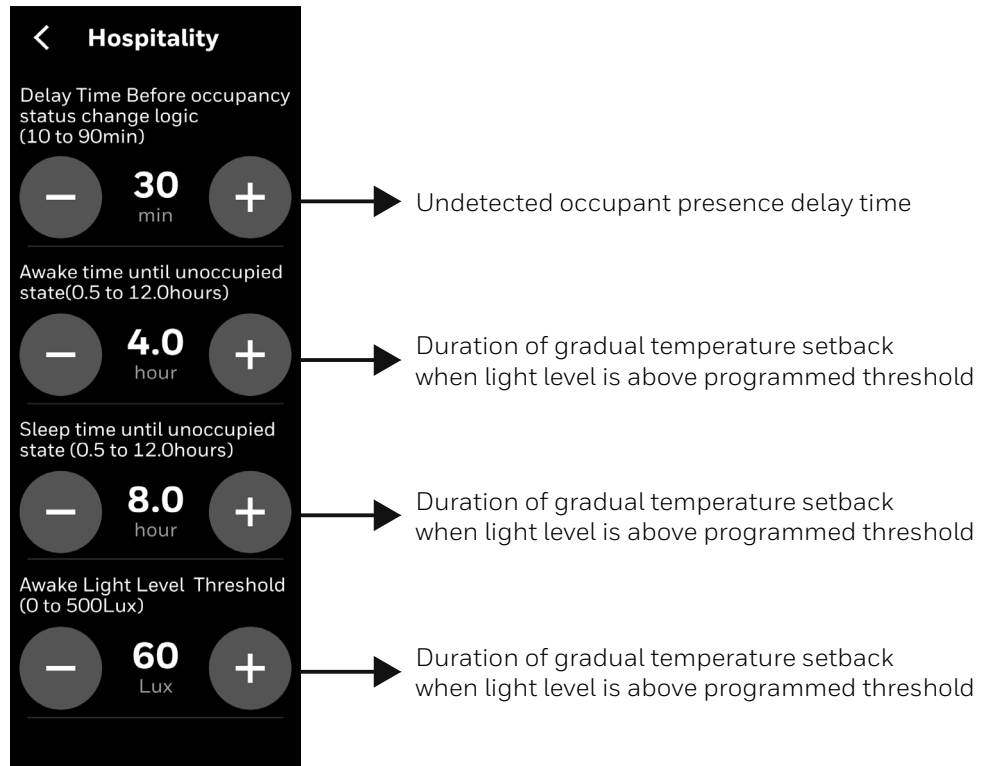 Hospitality
Delay Time Before occupancy
status change logic
(10 to 90min)
30
min
Undetected occupant presence delay time
Awake time until unoccupied
state(0.5 to 12.0hours)
4.0
hour
Duration of gradual temperature setback
when light level is above programmed threshold
Sleep time until unoccupied
state (0.5 to 12.0hours)
8.0
hour
Duration of gradual temperature setback
when light level is above programmed threshold
Awake Light Level Threshold
(0 to 500Lux)
60
Lux
Duration of gradual temperature setback
when light level is above programmed threshold